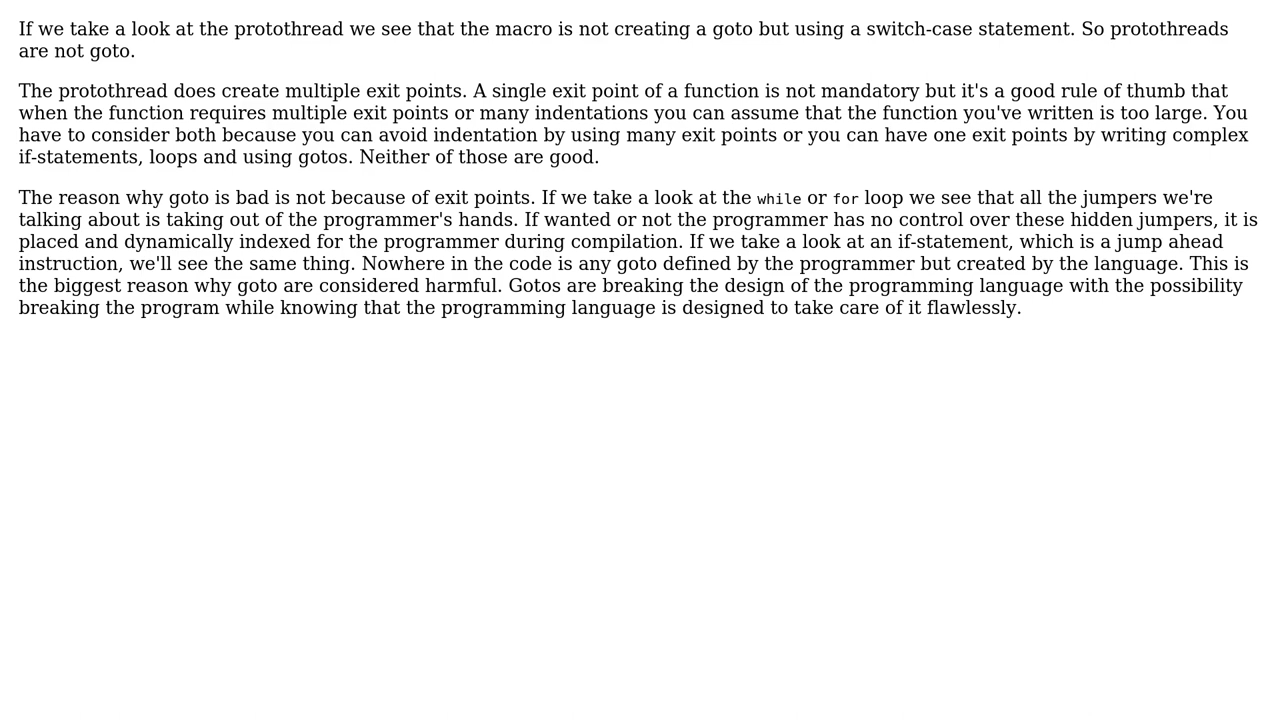 If we take a look at the protothread we see that the macro is not creating a goto but using a switch-case statement. So protothreads
are not goto.
The protothread does create multiple exit points. A single exit point of a function is not mandatory but it's a good rule of thumb that
when the function requires multiple exit points or many indentations you can assume that the function you've written is too large. You
have to consider both because you can avoid indentation by using many exit points or you can have one exit points by writing complex
if-statements, loops and using gotos. Neither of those are good.
The reason why goto is bad is not because of exit points. If we take a look at the while or for loop we see that all the jumpers we're
talking about is taking out of the programmer's hands. If wanted or not the programmer has no control over these hidden jumpers, it is
placed and dynamically indexed for the programmer during compilation. If we take a look at an if-statement, which is a jump ahead
instruction, we'll see the same thing. Nowhere in the code is any goto defined by the programmer but created by the language. This is
the biggest reason why goto are considered harmful. Gotos are breaking the design of the programming language with the possibility
breaking the program while knowing that the programming language is designed to take care of it flawlessly.